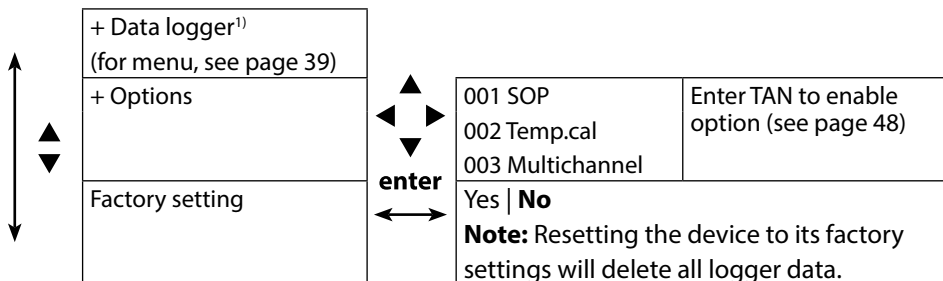 + Data logger1)
(for menu, see page 39)
+ Options
001 SOP
002 Temp.cal
003 Multichannel
Enter TAN to enable
option (see page 48)
enter
Factory setting
Yes | No
Note: Resetting the device to its factory
settings will delete all logger data.